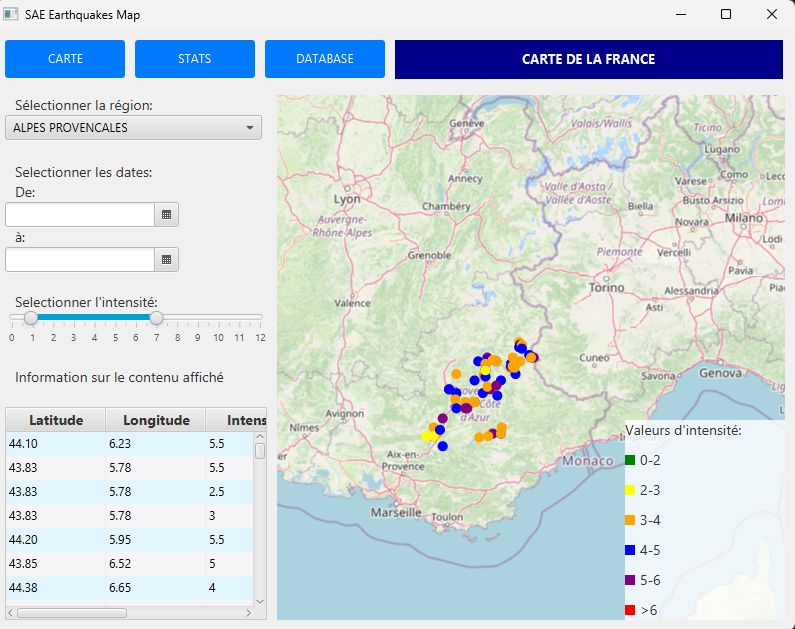 SAE Earthquakes Map
CARTE
STATS
DATABASE
CARTE DE LA FRANCE
Sélectionner la région:
ALPES PROVENCALES
Selectionner les dates:
De:
à:
Selectionner l'intensité:
0 1 2 3 4 5 6 7 8 9 10 11 12
Information sur le contenu affiché
Latitude Longitude Intens
44.10 6.23 5.5
43.83 5.78 5.5
43.83 5.78 2.5
43.83 5.78 3
44.20 5.95 5.5
43.85 6.52 5
44.38 6.65 4
Genève
Valais/Wallis
Ticino
Lugano
Annecy
Varese
Como
Lecco
Valle d'Aosta /
Vallée d'Aoste
Lyon
Chambéry
Biella
Busto Arsizio
Auvergne-
Rhône-Alpes
Novara
Milano
Lodi
Grenoble
Piemonte
Vercelli
Pavia
Torino
Alessandria
Valence
Asti
Cuneo
Savona
Genova
Côte
d'Azur
Avignon
Nîmes
Aix-en-
Provence
Monaco
Marseille
Toulon
Valeurs d'intensité:
0-2
2-3
3-4
4-5
5-6
>6